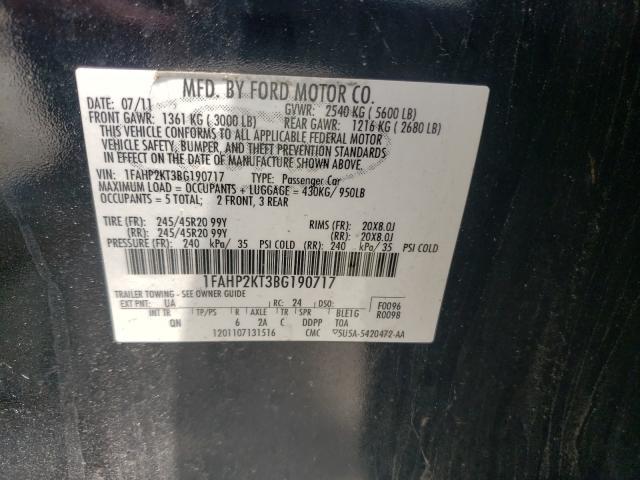 MFD. BY FORD MOTOR CO.
DATE: 07/11 GVWR: 2540 KG ( 5600 LB)
FRONT GAWR: 1361 KG ( 3000 LB) REAR GAWR: 1216 KG ( 2680 LB)
THIS VEHICLE CONFORMS TO ALL APPLICABLE FEDERAL MOTOR
VEHICLE SAFETY, BUMPER, AND THEFT PREVENTION STANDARDS
IN EFFECT ON THE DATE OF MANUFACTURE SHOWN ABOVE.
VIN: 1FAHP2KT3BG190717 TYPE: Passenger Car
MAXIMUM LOAD = OCCUPANTS + LUGGAGE = 430KG/ 950LB
OCCUPANTS = 5 TOTAL; 2 FRONT, 3 REAR
TIRE (FR): 245/45R20 99Y RIMS (FR): 20X8.0J
(RR): 245/45R20 99Y (RR): 20X8.0J
PRESSURE (FR): 240 kPa/ 35 PSI COLD (RR): 240 kPa/ 35 PSI COLD
1FAHP2KT3BG190717
TRAILER TOWING - SEE OWNER GUIDE
EXT PNT: UA RC: 24 DSO: F0096
INT TR TP/PS R AXLE TR SPR BLE1G R0098
QN 6 2A C DDPP TOA
1201107131516 CMC 5U5A-5420472-AA